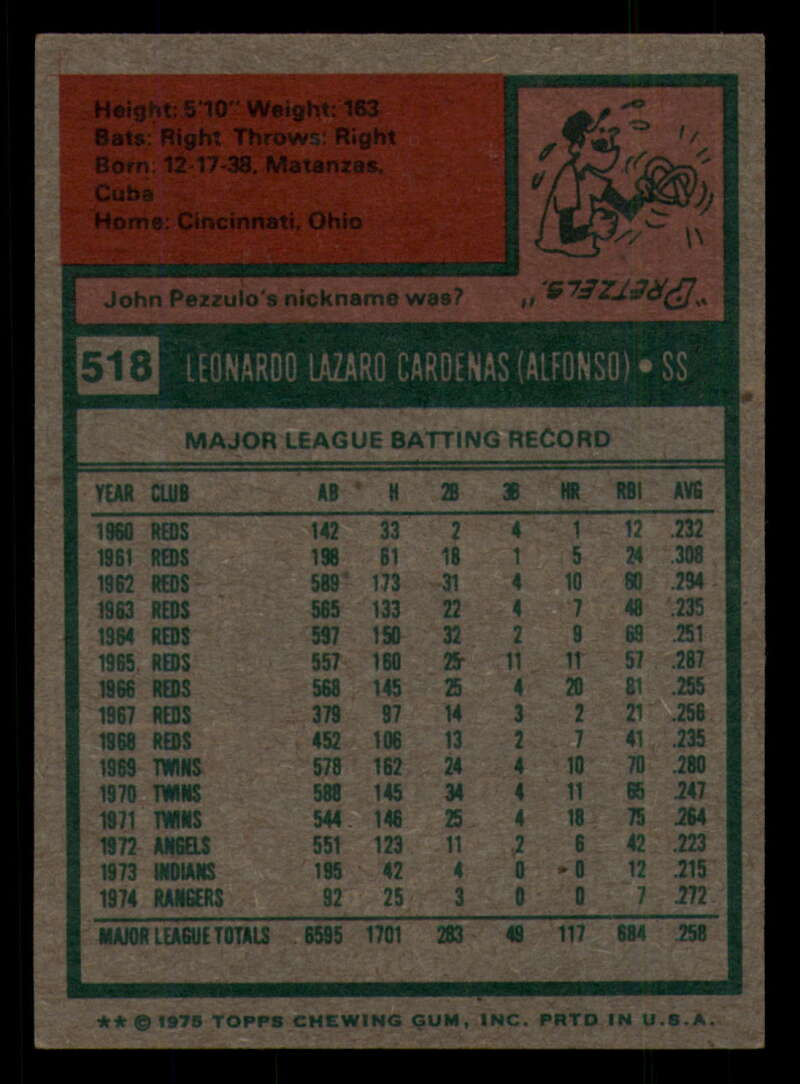 Height: 5'10" Weight: 163
Bats: Right Throws: Right
Born: 12-17-38, Matanzas,
Cuba
Home: Cincinnati, Ohio
John Pezzulo's nickname was?
"PRETZELS."
518 LEONARDO LAZARO CARDENAS (ALFONSO) • SS
MAJOR LEAGUE BATTING RECORD
YEAR CLUB AB H 2B 3B HR RBI AVG
1960 REDS 142 33 2 4 1 12 .232
1961 REDS 198 61 18 1 5 24 .308
1962 REDS 589 173 31 4 10 60 .294
1963 REDS 565 133 22 4 7 48 .235
1964 REDS 597 150 32 2 9 69 .251
1965 REDS 557 160 25 11 11 57 .287
1966 REDS 568 145 25 4 20 81 .255
1967 REDS 379 97 14 3 2 21 .256
1968 REDS 452 106 13 2 7 41 .235
1969 TWINS 578 162 24 4 10 70 .280
1970 TWINS 588 145 34 4 11 65 .247
1971 TWINS 544 146 25 4 18 75 .264
1972 ANGELS 551 123 11 2 6 42 .223
1973 INDIANS 195 42 4 0 0 12 .215
1974 RANGERS 92 25 3 0 0 7 .272
MAJOR LEAGUE TOTALS 6595 1701 283 49 117 684 .258
** © 1975 TOPPS CHEWING GUM, INC. PRTD IN U.S.A.